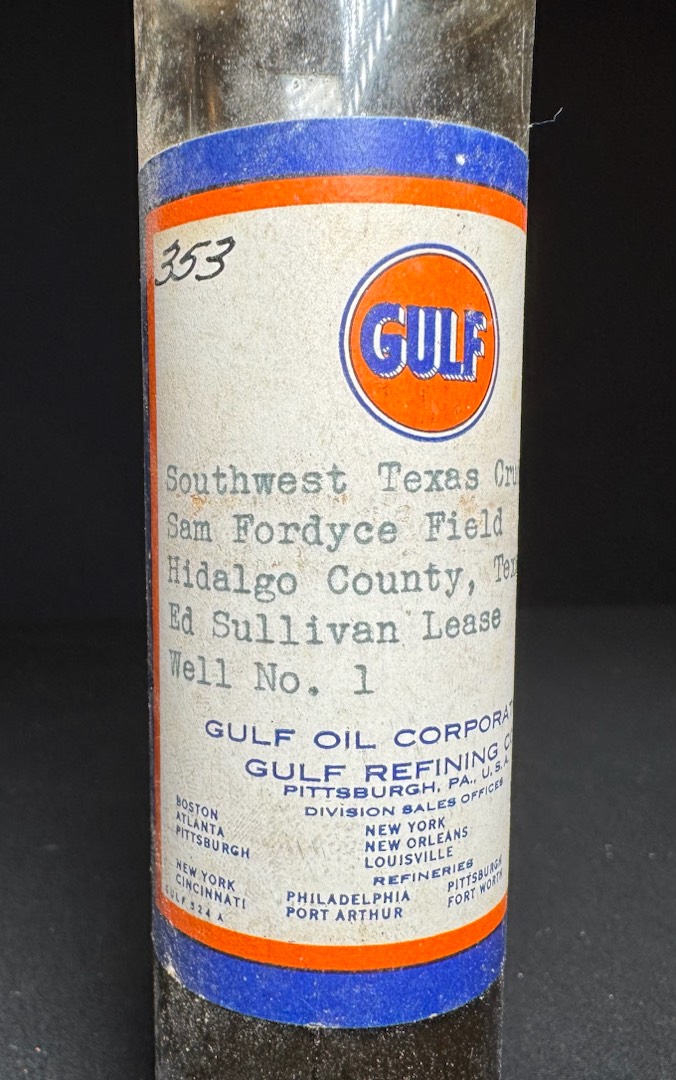 353
GULF
Southwest Texas Cru
Sam Fordyce Field
Hidalgo County, Tex
Ed Sullivan Lease
Well No. 1
GULF OIL CORPORAT
GULF REFINING CO
PITTSBURGH, PA., U.S.A.
DIVISION SALES OFFICES
BOSTON
ATLANTA
PITTSBURGH
NEW YORK
NEW ORLEANS
LOUISVILLE
NEW YORK
CINCINNATI
REFINERIES
PHILADELPHIA
PORT ARTHUR
PITTSBURGH
FORT WORTH
GULF 524 A